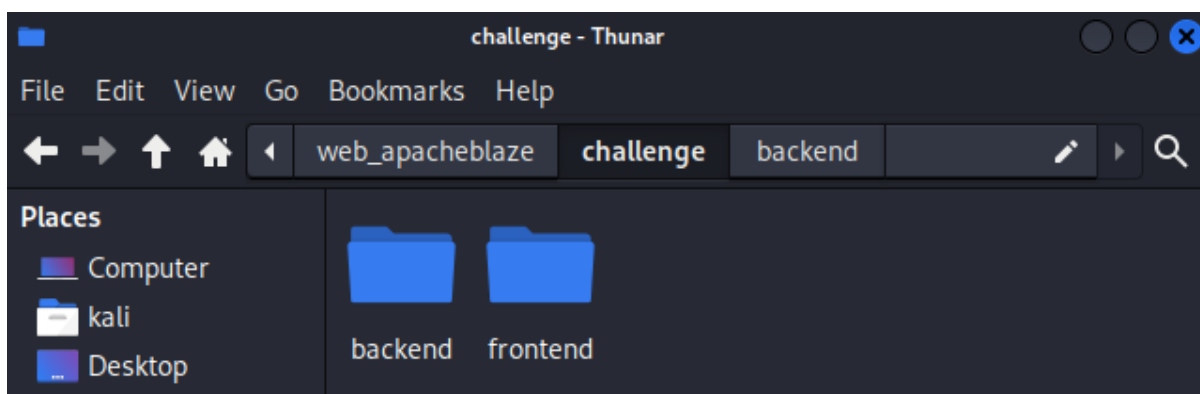 challenge - Thunar
File Edit View Go Bookmarks Help
web_apacheblaze challenge backend
Places
Computer
kali
Desktop
backend frontend